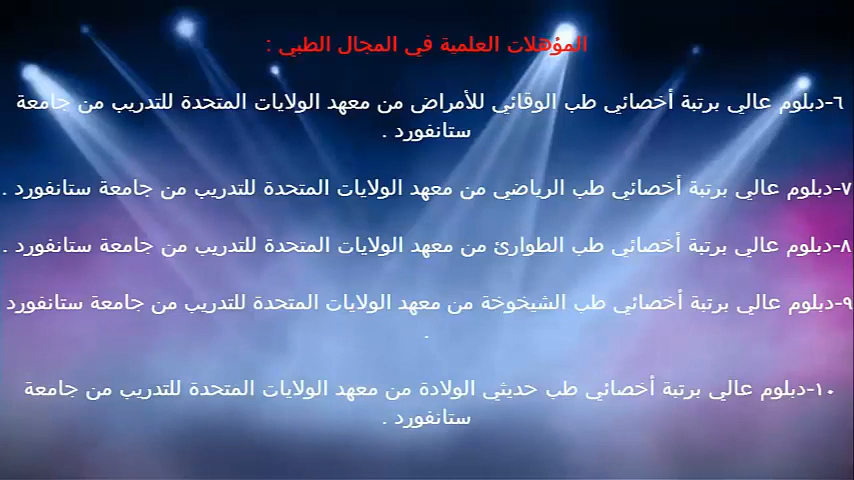 المؤهلات العلمية في المجال الطبي :
٦-دبلوم عالي برتبة أخصائي طب الوقائي للأمراض من معهد الولايات المتحدة للتدريب من جامعة
ستانفورد .
٧-دبلوم عالي برتبة أخصائي طب الرياضي من معهد الولايات المتحدة للتدريب من جامعة ستانفورد .
٨-دبلوم عالي برتبة أخصائي طب الطوارئ من معهد الولايات المتحدة للتدريب من جامعة ستانفورد .
٩-دبلوم عالي برتبة أخصائي طب الشيخوخة من معهد الولايات المتحدة للتدريب من جامعة ستانفورد
.
١٠-دبلوم عالي برتبة أخصائي طب حديثي الولادة من معهد الولايات المتحدة للتدريب من جامعة
ستانفورد .